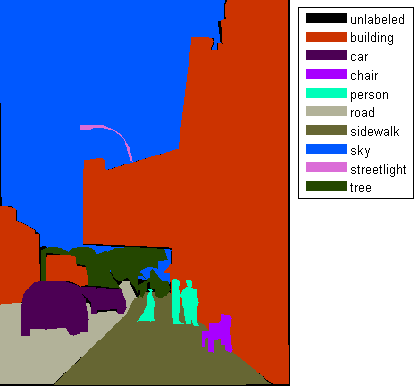 unlabeled
building
car
chair
person
road
sidewalk
sky
streetlight
tree